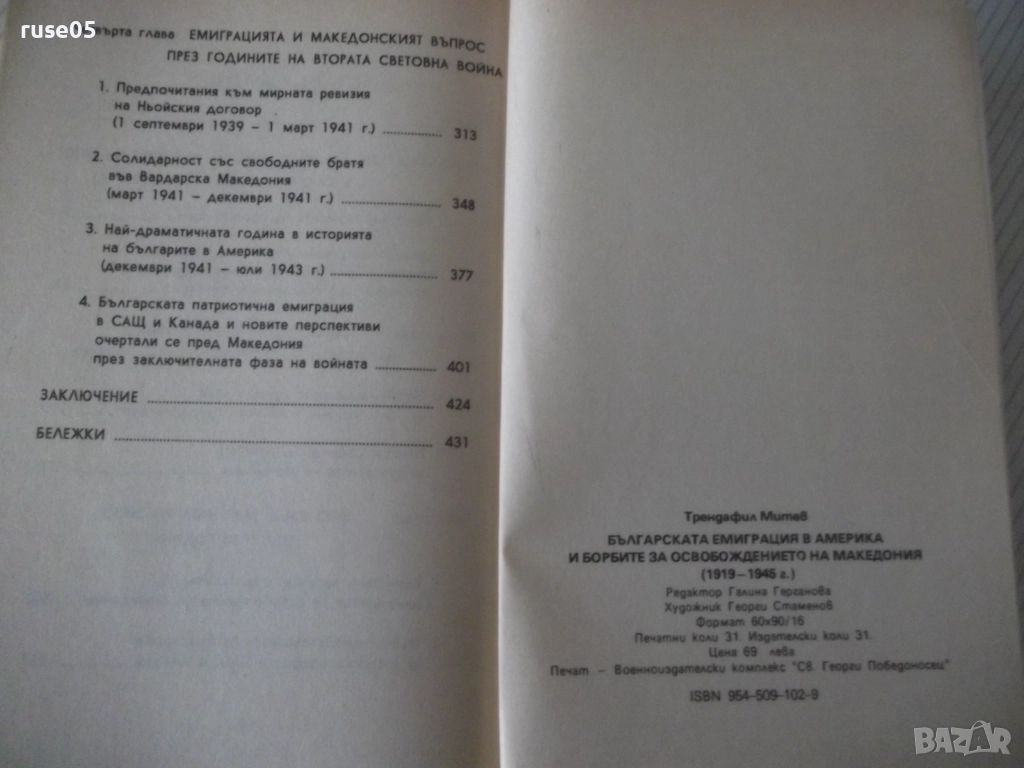 ruse05
върта глава ЕМИГРАЦИЯТА И МАКЕДОНСКИЯТ ВЪПРОС
ПРЕЗ ГОДИНИТЕ НА ВТОРАТА СВЕТОВНА ВОЙНА
1. Предпочитания към мирната ревизия
на Ньойския договор
(1 септември 1939 – 1 март 1941 г.) ............... 313
2. Солидарност със свободните братя
във Вардарска Македония
(март 1941 – декември 1941 г.) ...................... 348
3. Най-драматичната година в историята
на българите в Америка
(декември 1941 – юли 1943 г.) ....................... 377
4. Българската патриотична емиграция
в САЩ и Канада и новите перспективи
очертали се пред Македония
през заключителната фаза на войната ............... 401
ЗАКЛЮЧЕНИЕ ................................................ 424
БЕЛЕЖКИ ...................................................... 431
Трендафил Митев
БЪЛГАРСКАТА ЕМИГРАЦИЯ В АМЕРИКА
И БОРБИТЕ ЗА ОСВОБОЖДЕНИЕТО НА МАКЕДОНИЯ
(1919–1945 г.)
Редактор Галина Герганова
Художник Георги Стаменов
Формат 60x90/16
Печатни коли 31. Издателски коли 31.
Цена 69 лева
Печат – Военноиздателски комплекс "Св. Георги Победоносец"
ISBN 954-509-102-9
BAZAR